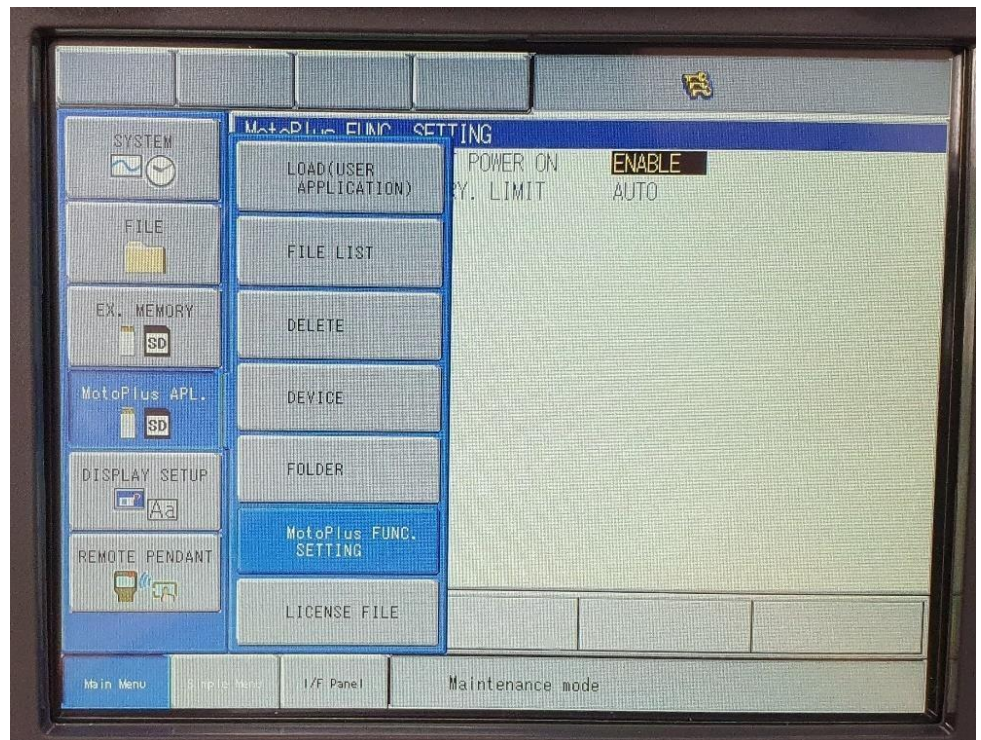 SYSTEM
FILE
EX. MEMORY
SD
MotoPlus APL.
SD
DISPLAY SETUP
Aa
REMOTE PENDANT
MotoPlus FUNC. SETTING
POWER ON ENABLE
Y. LIMIT AUTO
LOAD(USER
APPLICATION)
FILE LIST
DELETE
DEVICE
FOLDER
MotoPlus FUNC.
SETTING
LICENSE FILE
Main Menu
Simple Menu
I/F Panel
Maintenance mode